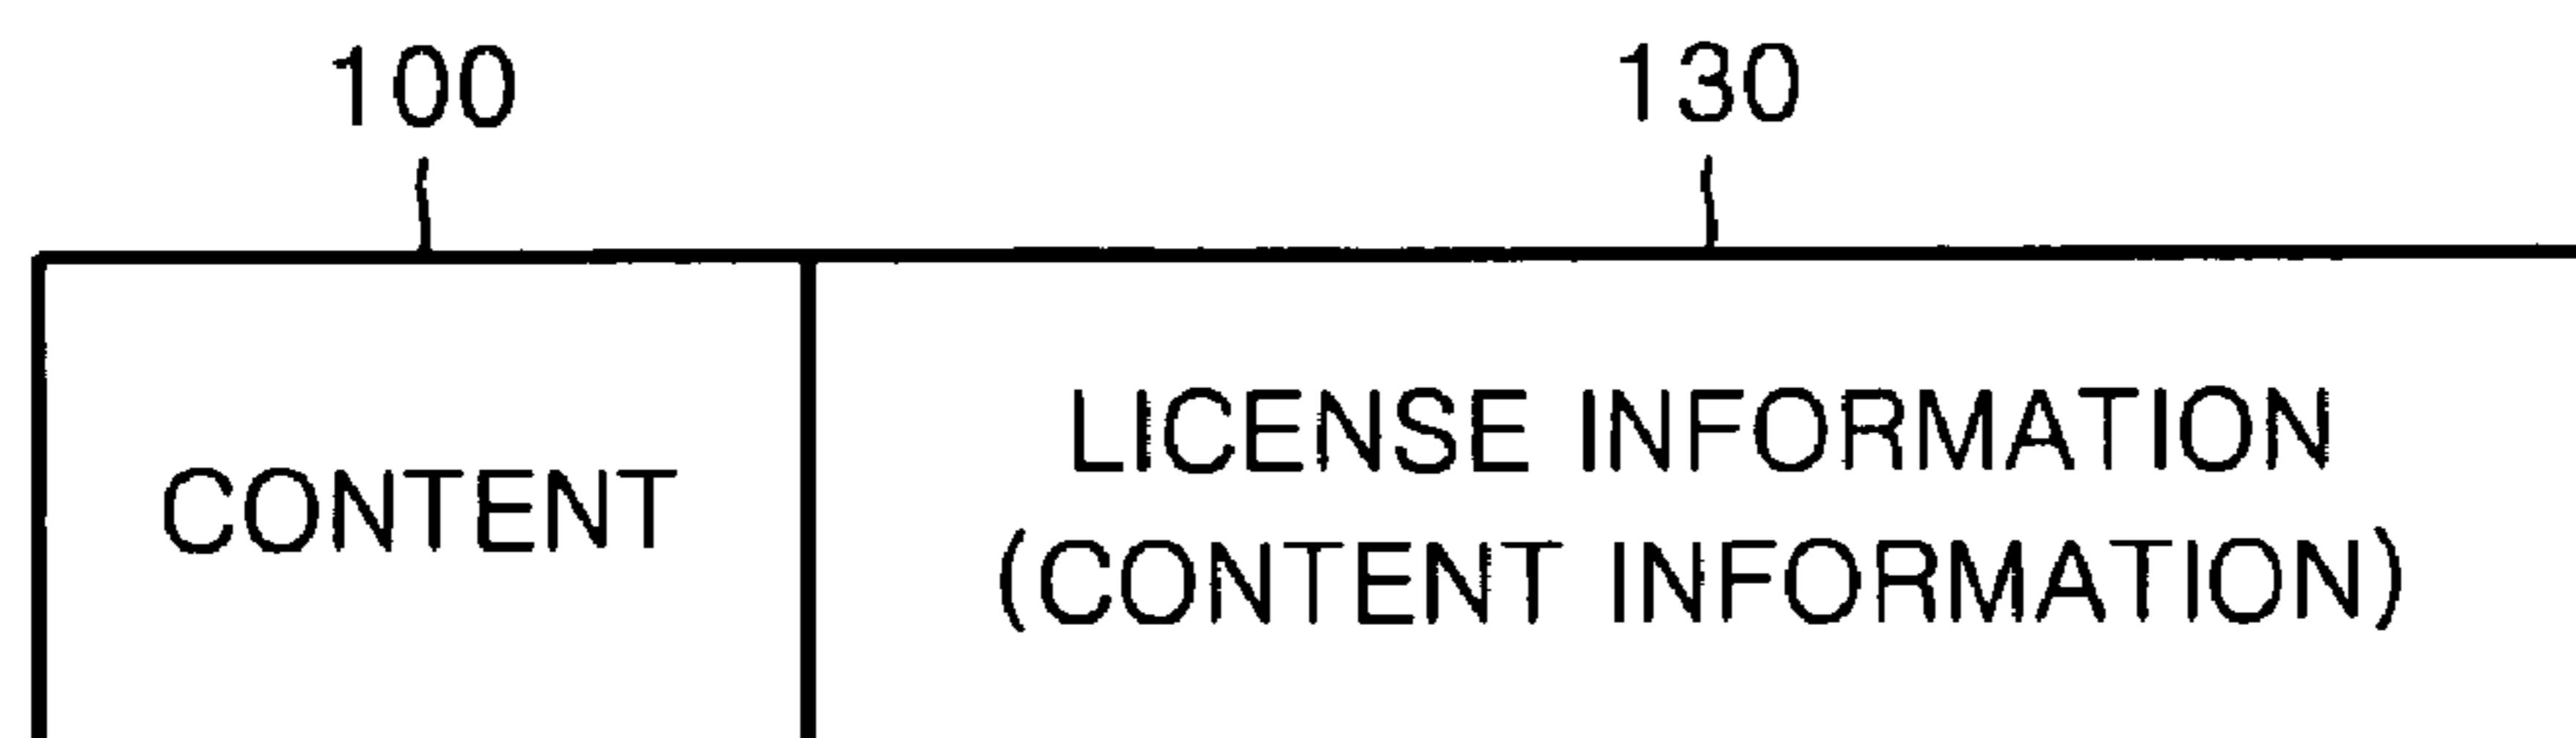 100 130
CONTENT
LICENSE INFORMATION
(CONTENT INFORMATION)